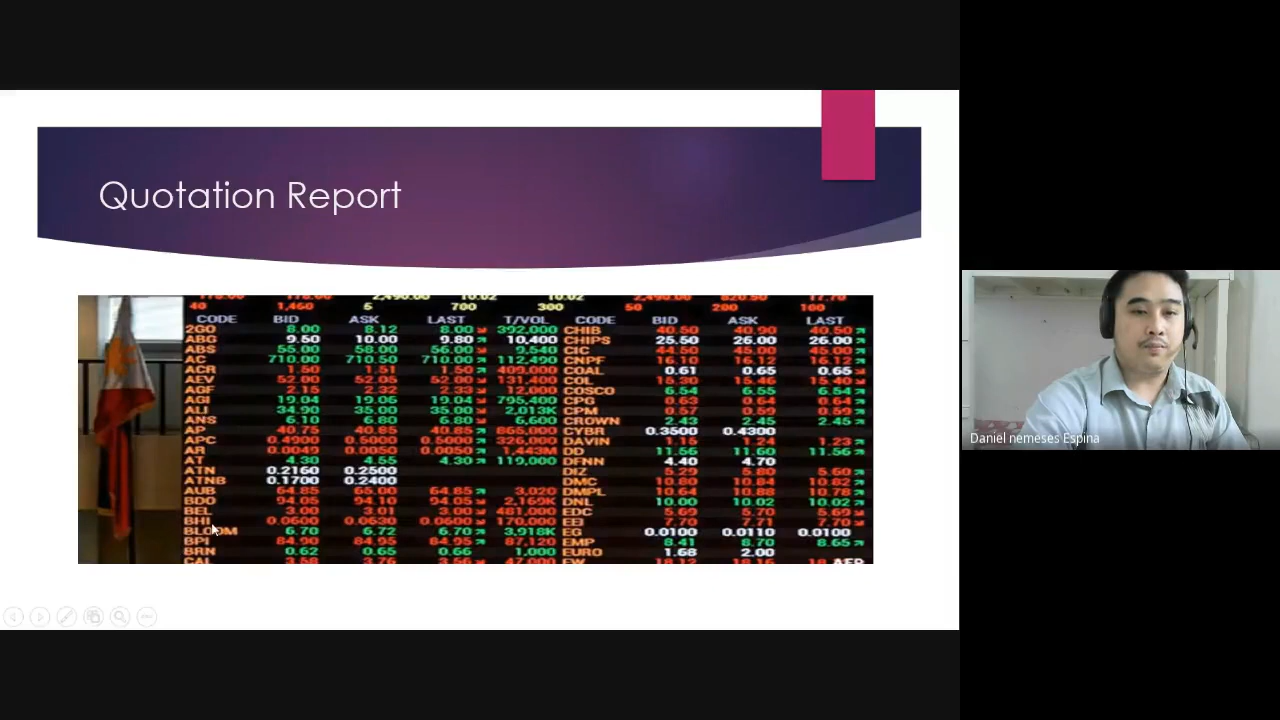 Quotation Report
40 1,460 5 700 300 50 200 100
CODE BID ASK LAST T/VOL CODE BID ASK LAST
2GO 8.00 8.12 8.00 392,000 CHIB 40.50 40.90 40.50
ABG 9.50 10.00 9.80 10,400 CHIPS 25.50 26.00 26.00
ABS 55.00 58.00 56.00 9,540 CIC 44.50 45.00 45.00
AC 710.00 710.50 710.00 112,490 CNPF 16.10 16.12 16.12
ACR 1.50 1.51 1.50 409,000 COAL 0.61 0.65 0.65
AEV 52.00 52.05 52.00 131,400 COL 15.30 15.46 15.40
AGF 2.15 2.32 2.33 12,000 COSCO 6.54 6.55 6.54
AGI 19.04 19.06 19.04 795,400 CPG 0.63 0.64 0.64
ALI 34.90 35.00 35.00 2,013K CPM 0.57 0.59 0.59
ANS 6.10 6.80 6.80 6,600 CROWN 2.43 2.45 2.45
AP 40.75 40.85 40.85 865,000 CYBR 0.3500 0.4300
APC 0.4900 0.5000 0.5000 326,000 DAVIN 1.15 1.24 1.23
AR 0.0049 0.0050 0.0050 1,443M DD 11.56 11.60 11.56
AT 4.30 4.55 4.30 119,000 DFNN 4.40 4.70
ATN 0.2160 0.2500 DIZ 5.29 5.80 5.60
ATNB 0.1700 0.2400 DMC 10.80 10.84 10.82
AUB 64.85 65.00 64.85 3,020 DMPL 10.64 10.88 10.78
BDO 94.05 94.10 94.05 2,169K DNL 10.00 10.02 10.02
BEL 3.00 3.01 3.00 481,000 EDC 5.69 5.70 5.69
BHI 0.0600 0.0630 0.0600 170,000 EEI 7.70 7.71 7.70
BLOOM 6.70 6.72 6.70 3,918K EG 0.0100 0.0110 0.0100
BPI 84.90 84.95 84.95 87,120 EMP 8.41 8.70 8.65
BRN 0.62 0.65 0.66 1,000 EURO 1.68 2.00
Daniel nemeses Espina